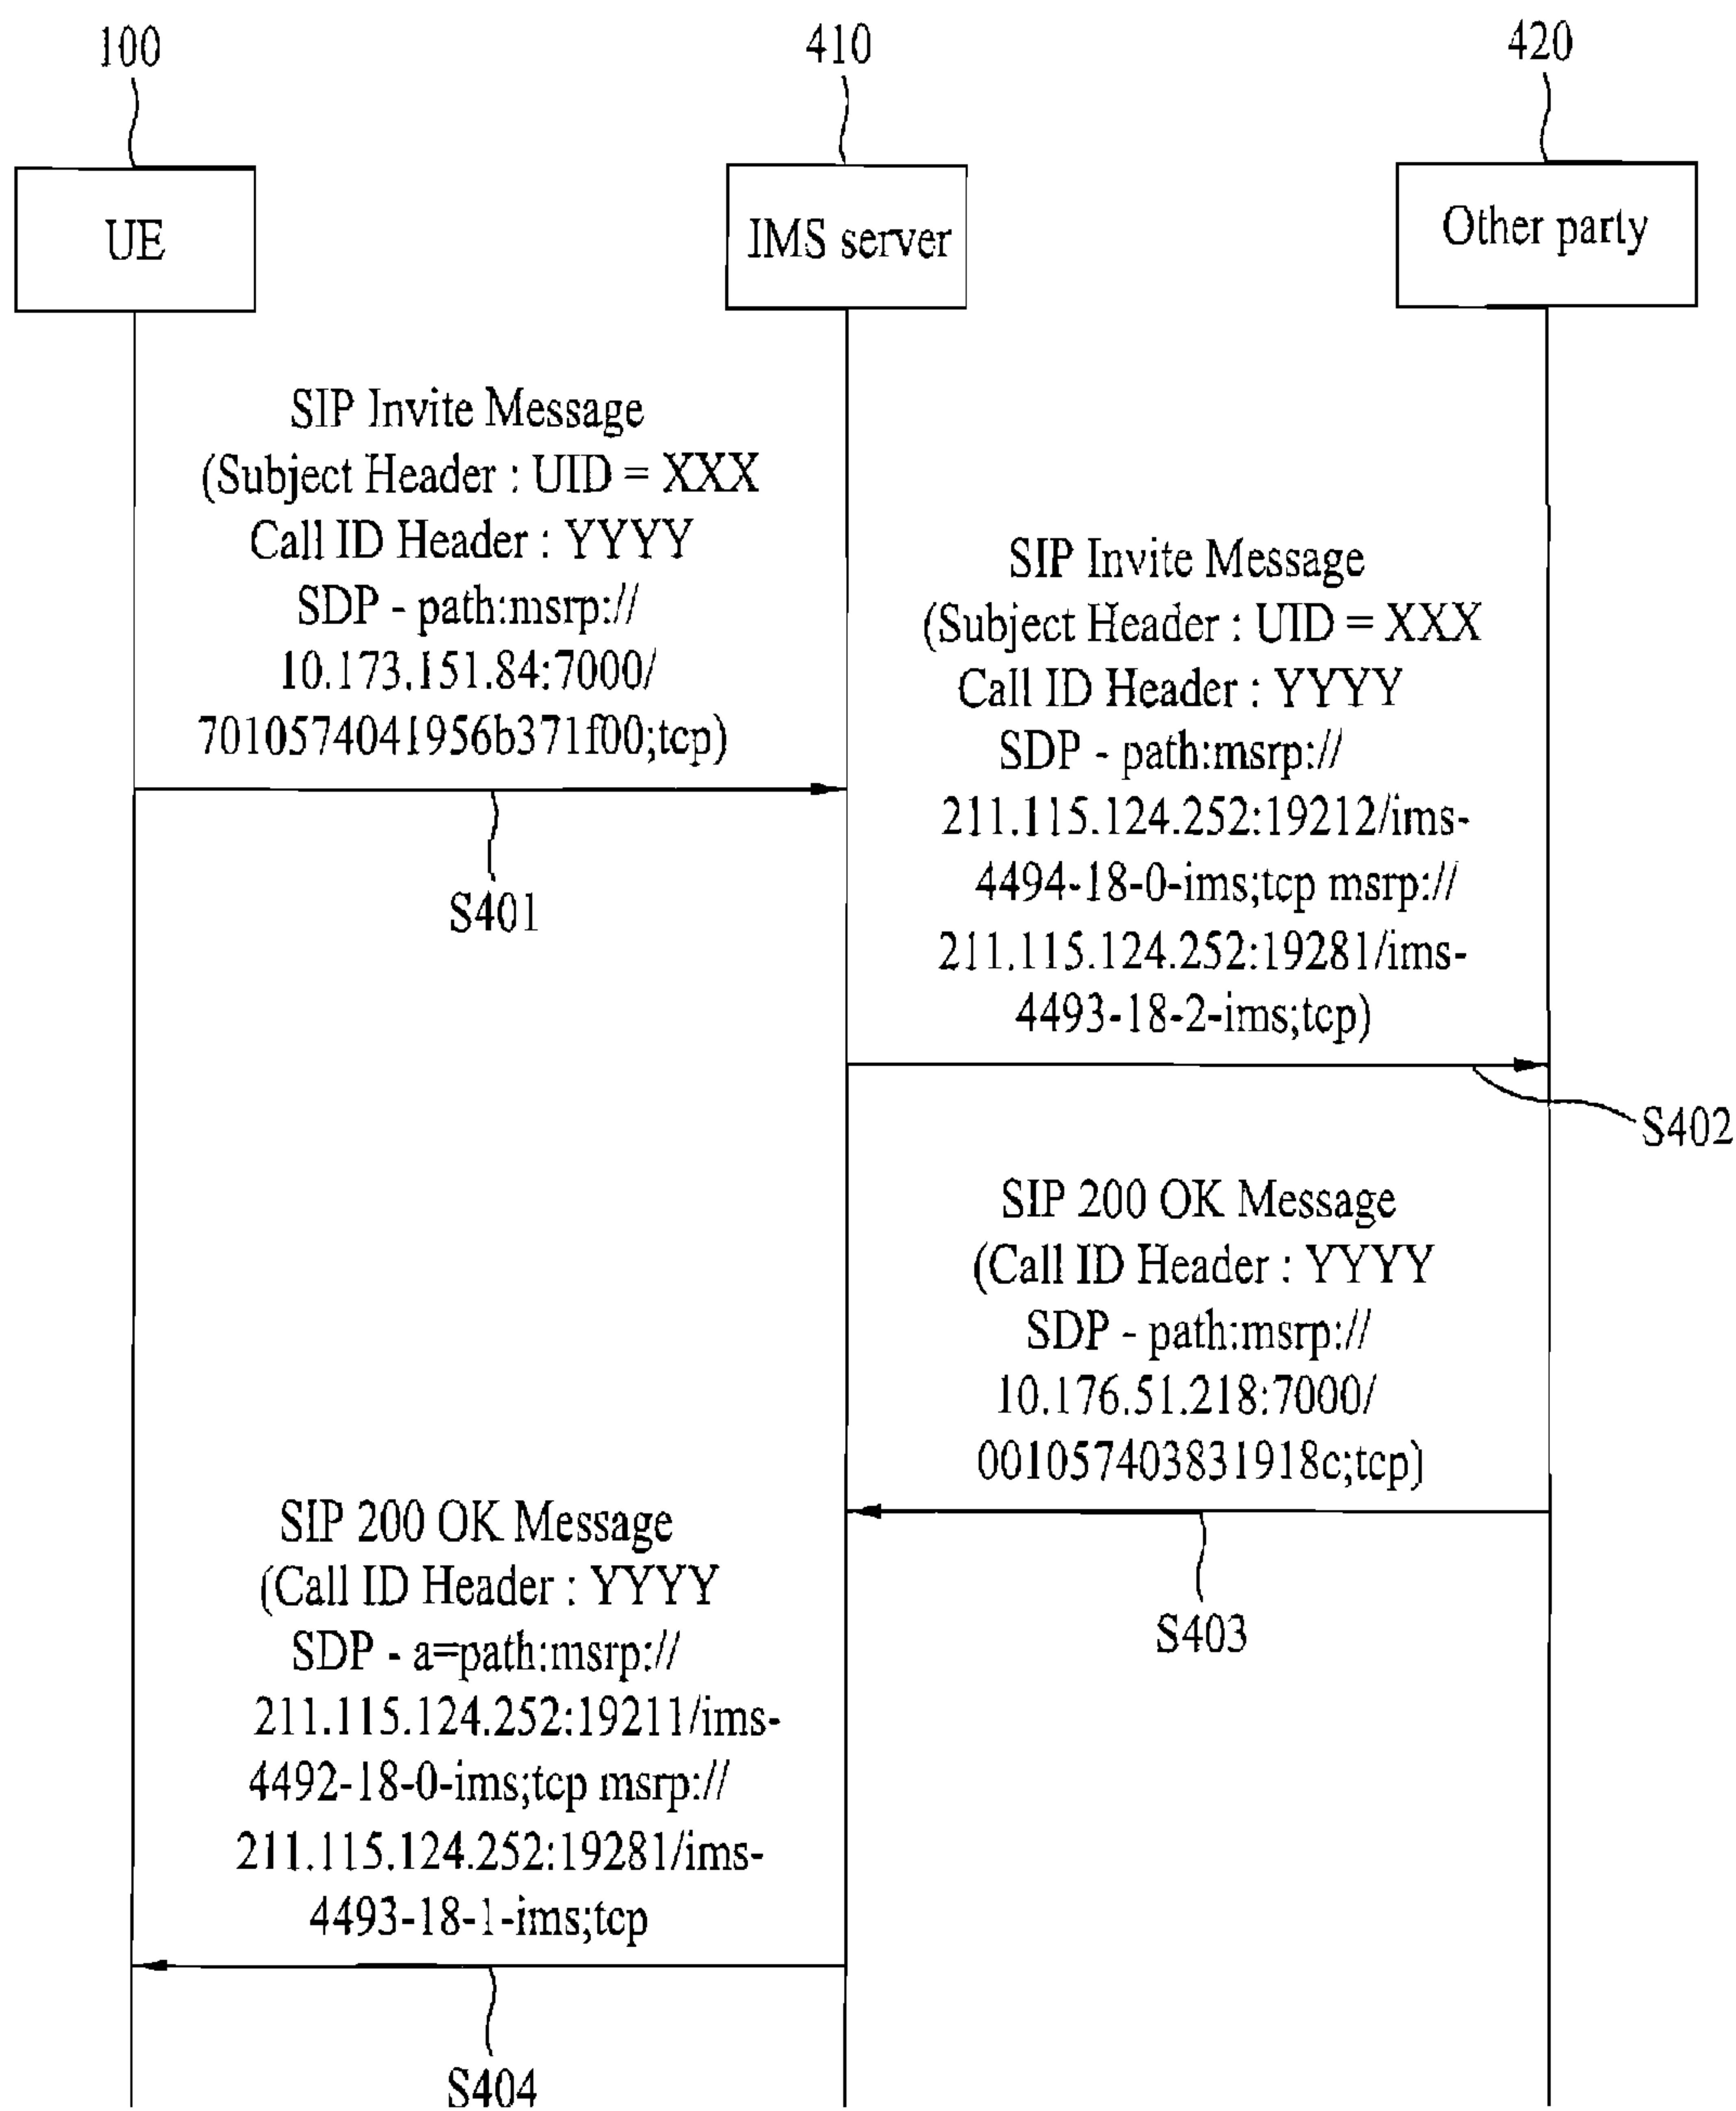 100
410
420
UE
IMS server
Other party
SIP Invite Message
(Subject Header : UID = XXX
Call ID Header : YYYY
SDP - path:msrp://
10.173.151.84:7000/
7010574041956b371f00;tcp)
S401
SIP Invite Message
(Subject Header : UID = XXX
Call ID Header : YYYY
SDP - path:msrp://
211.115.124.252:19212/ims-
4494-18-0-ims;tcp msrp://
211.115.124.252:19281/ims-
4493-18-2-ims;tcp)
S402
SIP 200 OK Message
(Call ID Header : YYYY
SDP - path:msrp://
10.176.51.218:7000/
001057403831918c;tcp)
S403
SIP 200 OK Message
(Call ID Header : YYYY
SDP - a=path:msrp://
211.115.124.252:19211/ims-
4492-18-0-ims;tcp msrp://
211.115.124.252:19281/ims-
4493-18-1-ims;tcp
S404